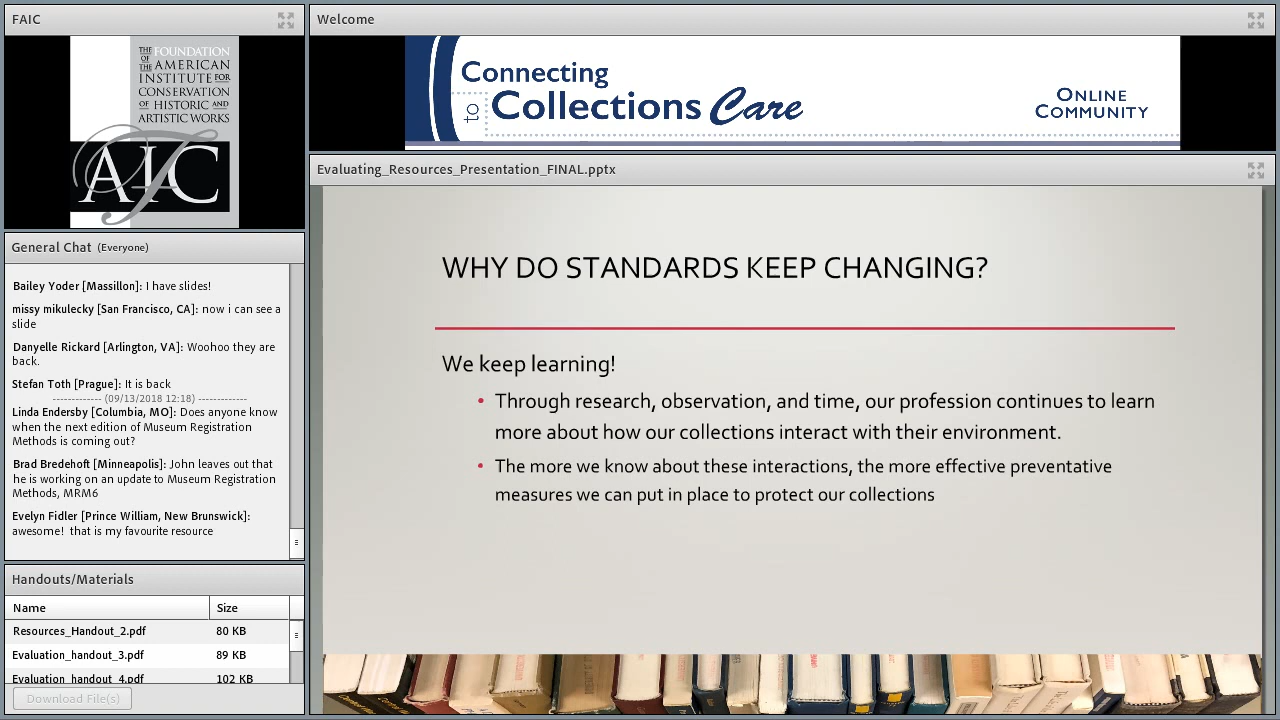 FAIC
THE FOUNDATION
OF THE AMERICAN
INSTITUTE FOR
CONSERVATION
OF HISTORIC AND
ARTISTIC WORKS
AIC
Welcome
Connecting
to Collections Care
ONLINE
COMMUNITY
General Chat (Everyone)
Bailey Yoder [Massillon]: I have slides!
missy mikulecky [San Francisco, CA]: now i can see a
slide
Danyelle Rickard [Arlington, VA]: Woohoo they are
back.
Stefan Toth [Prague]: It is back
------------- (09/13/2018 12:18) -------------
Linda Endersby [Columbia, MO]: Does anyone know
when the next edition of Museum Registration
Methods is coming out?
Brad Bredehoft [Minneapolis]: John leaves out that
he is working on an update to Museum Registration
Methods, MRM6
Evelyn Fidler [Prince William, New Brunswick]:
awesome!  that is my favourite resource
Handouts/Materials
Name Size
Resources_Handout_2.pdf 80 KB
Evaluation_handout_3.pdf 89 KB
Evaluation_handout_4.pdf 102 KB
Download File(s)
Evaluating_Resources_Presentation_FINAL.pptx
WHY DO STANDARDS KEEP CHANGING?
We keep learning!
• Through research, observation, and time, our profession continues to learn
more about how our collections interact with their environment.
• The more we know about these interactions, the more effective preventative
measures we can put in place to protect our collections